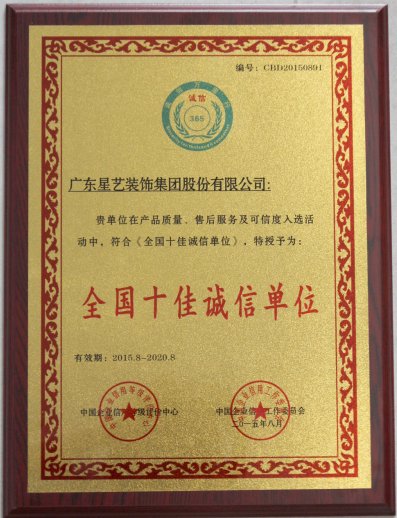 编号：CBD20150891
诚信
365
广东星艺装饰集团股份有限公司:
贵单位在产品质量、售后服务及可信度入选活
动中，符合《全国十佳诚信单位》，特授予为：
全国十佳诚信单位
有效期：2015.8-2020.8
中国企业信用等级评价中心
中国企业信用工作委员会
二〇一五年八月